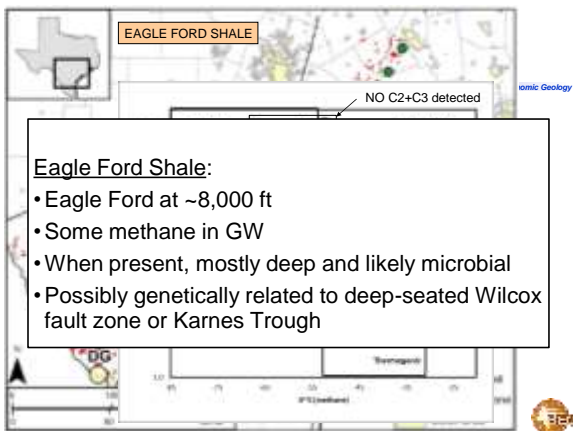 EAGLE FORD SHALE
omic Geology
NO C2+C3 detected
Eagle Ford Shale:
• Eagle Ford at ~8,000 ft
• Some methane in GW
• When present, mostly deep and likely microbial
• Possibly genetically related to deep-seated Wilcox
fault zone or Karnes Trough
Thermogenic
DG